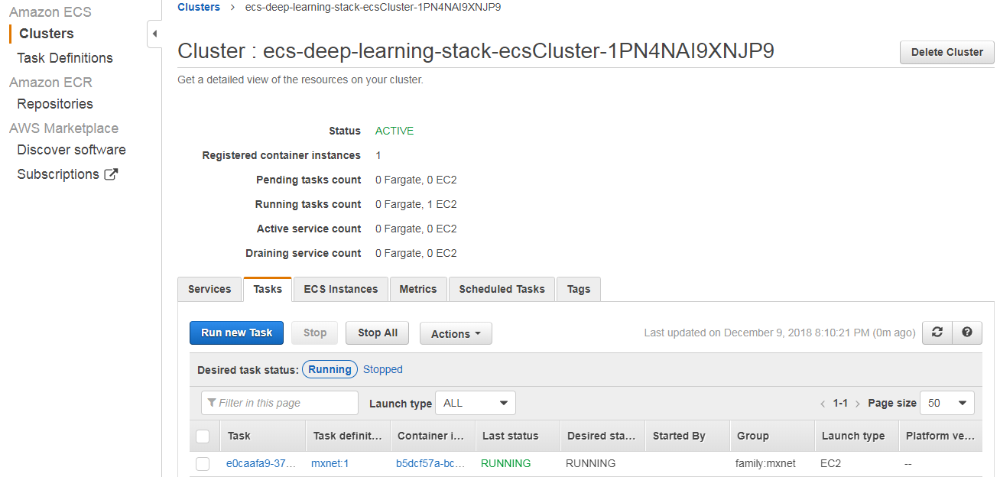 Amazon ECS
Clusters
Task Definitions
Amazon ECR
Repositories
AWS Marketplace
Discover software
Subscriptions
Clusters > ecs-deep-learning-stack-ecsCluster-1PN4NAI9XNJP9
Cluster : ecs-deep-learning-stack-ecsCluster-1PN4NAI9XNJP9
Delete Cluster
Get a detailed view of the resources on your cluster.
Status ACTIVE
Registered container instances 1
Pending tasks count 0 Fargate, 0 EC2
Running tasks count 0 Fargate, 1 EC2
Active service count 0 Fargate, 0 EC2
Draining service count 0 Fargate, 0 EC2
Services Tasks ECS Instances Metrics Scheduled Tasks Tags
Run new Task Stop Stop All Actions Last updated on December 9, 2018 8:10:21 PM (0m ago)
Desired task status: Running Stopped
Filter in this page Launch type ALL < 1-1 > Page size 50
Task Task definit... Container i... Last status Desired sta... Started By Group Launch type Platform ve...
e0caafa9-37... mxnet:1 b5dcf57a-bc... RUNNING RUNNING family:mxnet EC2 --